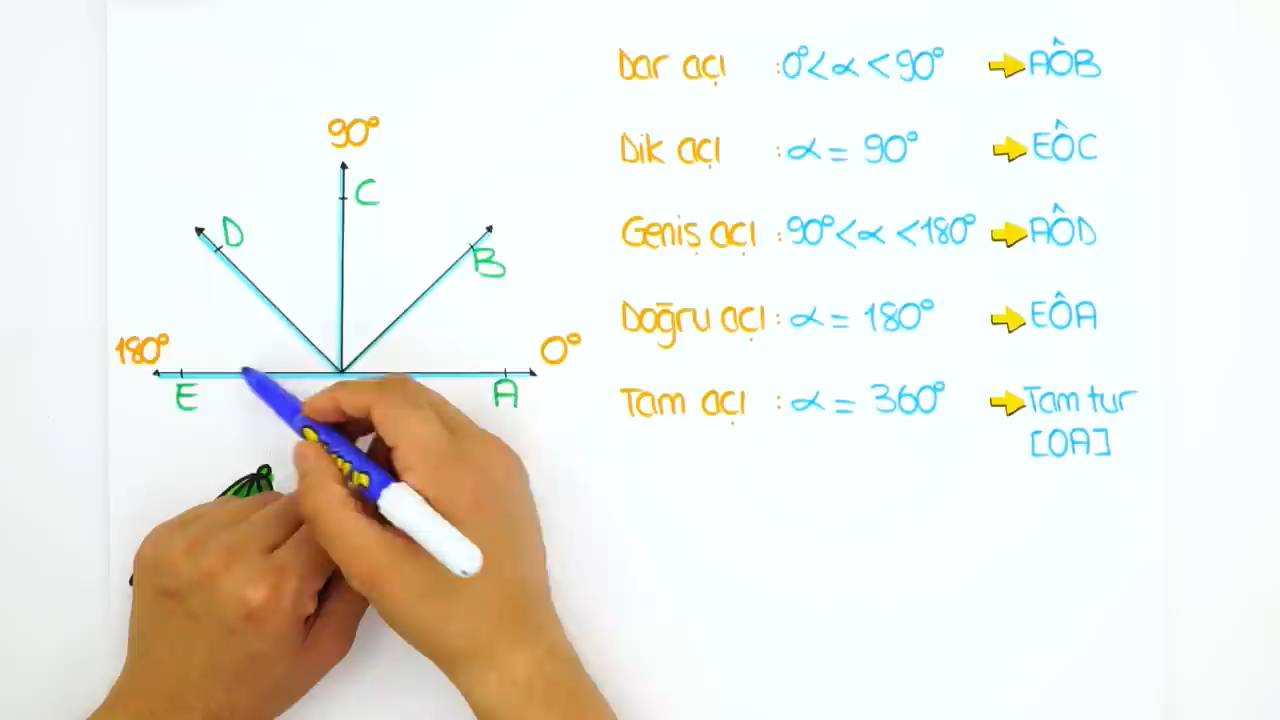 90°
C
D
B
180°
0°
E
A
Dar açı : 0°<α<90° AÔB
Dik açı : α = 90° EÔC
Geniş açı : 90°<α<180° AÔD
Doğru açı : α = 180° EÔA
Tam açı : α = 360° Tam tur
[OA]